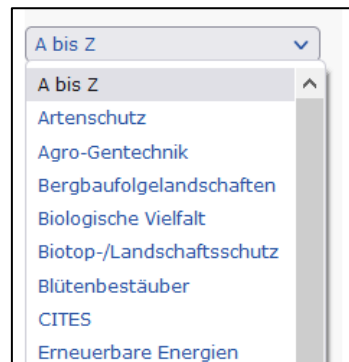 A bis Z
A bis Z
Artenschutz
Agro-Gentechnik
Bergbaufolgelandschaften
Biologische Vielfalt
Biotop-/Landschaftsschutz
Blütenbestäuber
CITES
Erneuerbare Energien